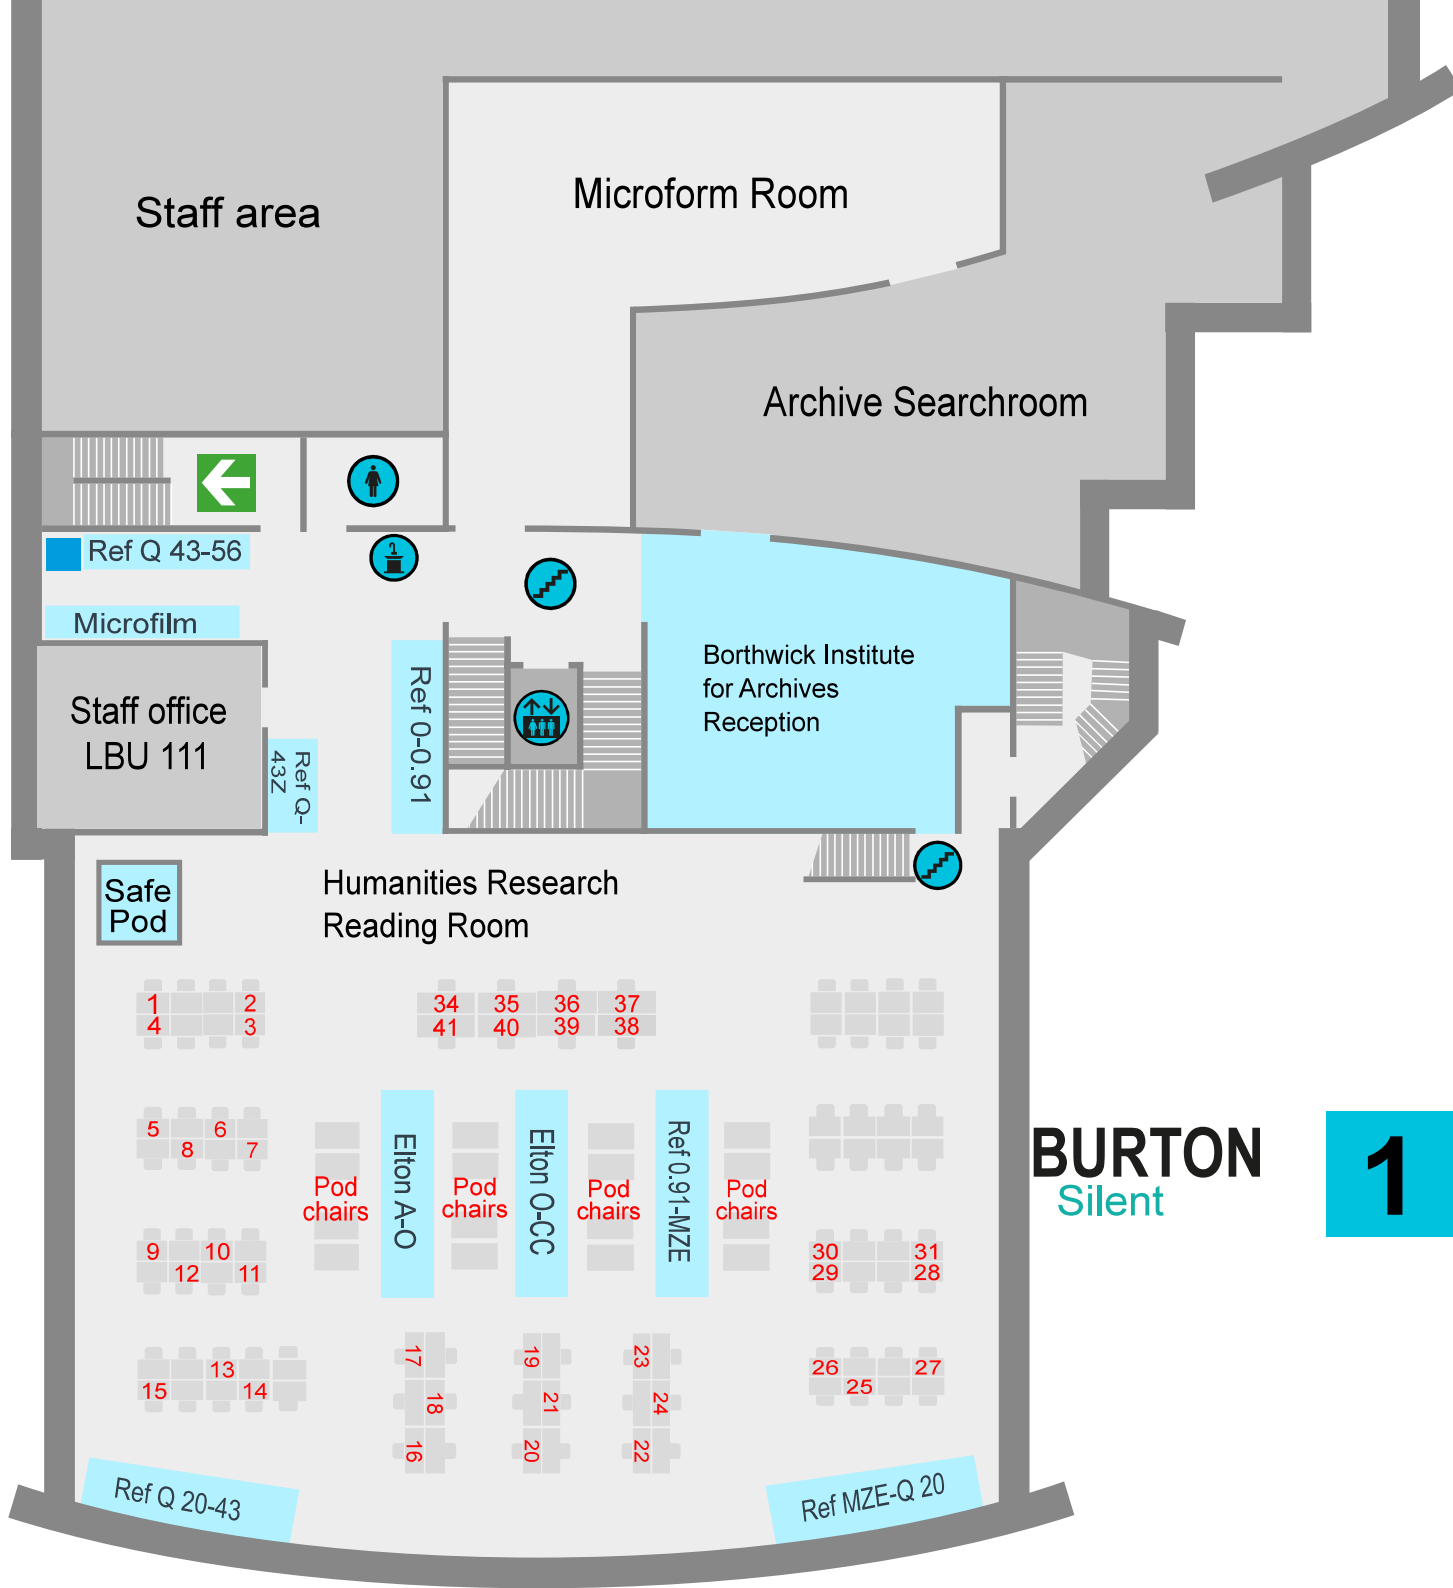 Staff area
Microform Room
Archive Searchroom
Ref Q 43-56
Microfilm
Staff office
LBU 111
Ref Q-
43Z
Ref 0-0.91
Borthwick Institute
for Archives
Reception
Safe
Pod
Humanities Research
Reading Room
1 2
4 3
34 35 36 37
41 40 39 38
5 6
8 7
Pod
chairs
Elton A-O
Pod
chairs
Elton O-CC
Pod
chairs
Ref 0.91-MZE
Pod
chairs
BURTON
Silent
1
9 10
12 11
30 31
29 28
13
15 14
17
18
16
19
21
20
23
24
22
26 27
25
Ref Q 20-43
Ref MZE-Q 20